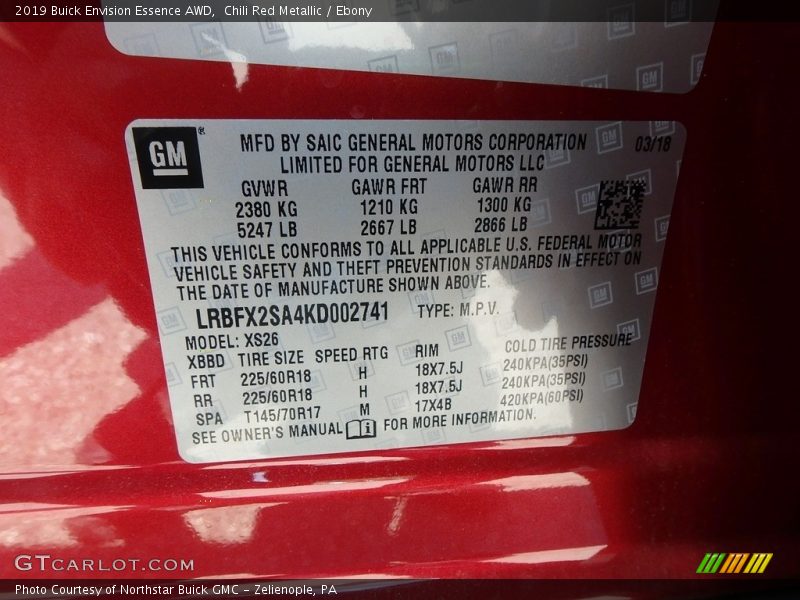 2019 Buick Envision Essence AWD, Chili Red Metallic / Ebony
GM®
MFD BY SAIC GENERAL MOTORS CORPORATION 03/18
LIMITED FOR GENERAL MOTORS LLC
GVWR GAWR FRT GAWR RR
2380 KG 1210 KG 1300 KG
5247 LB 2667 LB 2866 LB
THIS VEHICLE CONFORMS TO ALL APPLICABLE U.S. FEDERAL MOTOR
VEHICLE SAFETY AND THEFT PREVENTION STANDARDS IN EFFECT ON
THE DATE OF MANUFACTURE SHOWN ABOVE.
LRBFX2SA4KD002741 TYPE: M.P.V.
MODEL: XS26
XBBD TIRE SIZE SPEED RTG RIM COLD TIRE PRESSURE
FRT 225/60R18 H 18X7.5J 240KPA(35PSI)
RR 225/60R18 H 18X7.5J 240KPA(35PSI)
SPA T145/70R17 M 17X4B 420KPA(60PSI)
SEE OWNER'S MANUAL FOR MORE INFORMATION.
GTCARLOT.COM
Photo Courtesy of Northstar Buick GMC - Zelienople, PA